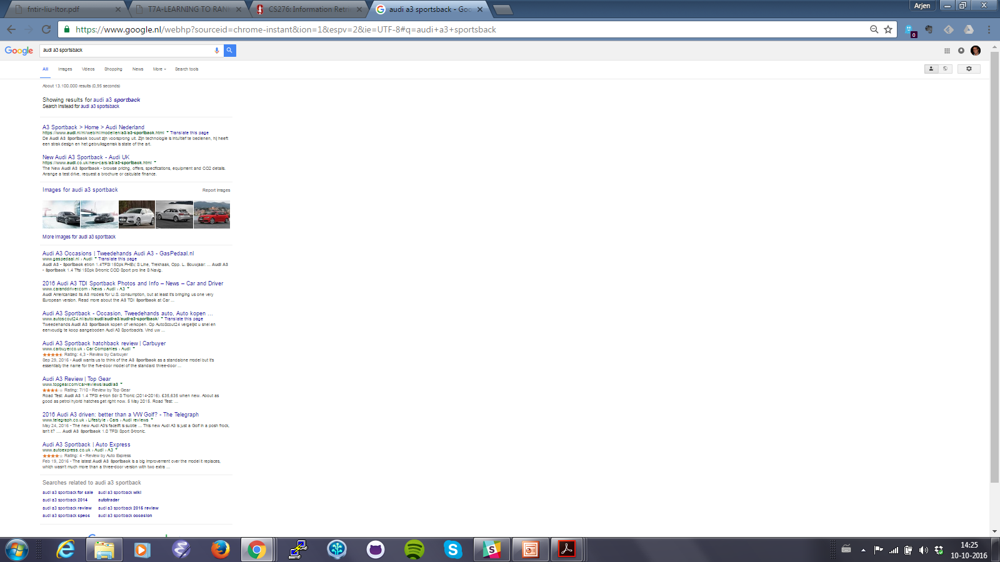 fntir-liu-ltor.pdf
T7A-LEARNING TO RAN
CS276: Information Retri
audi a3 sportsback - Goo
Arjen
https://www.google.nl/webhp?sourceid=chrome-instant&ion=1&espv=2&ie=UTF-8#q=audi+a3+sportsback
0
Google
audi a3 sportsback
All Images Videos Shopping News More Search tools
About 13.100.000 results (0,95 seconds)
Showing results for audi a3 sportback
Search instead for audi a3 sportsback
A3 Sportback > Home > Audi Nederland
https://www.audi.nl/nl/web/nl/modellen/a3/a3-sportback.html Translate this page
De Audi A3 Sportback bouwt zijn voorsprong uit. Zijn technologie is intuïtief te bedienen, hij heeft
een strak design en het gebruiksgemak is state of the art.
New Audi A3 Sportback - Audi UK
https://www.audi.co.uk/new-cars/a3/a3-sportback.html
The New Audi A3 Sportback - browse pricing, offers, specifications, equipment and CO2 details.
Arrange a test drive, request a brochure or calculate finance.
Images for audi a3 sportback
Report images
More images for audi a3 sportback
Audi A3 Occasions | Tweedehands Audi A3 - GasPedaal.nl
www.gaspedaal.nl › Audi Translate this page
Audi A3 - Sportback etron 1.4TFSI 150pk PHEV, S Line, Trekhaak, Opp. L. Bouwjaar: ... Audi A3
- Sportback 1.4 Tfsi 150pk S-tronic COD Sport pro line S Navig.
2016 Audi A3 TDI Sportback Photos and Info – News – Car and Driver
www.caranddriver.com › News › Audi › A3
Audi Americanized its A3 models for U.S. consumption, but at least it's bringing us one very
European version. Read more about the A3 TDI Sportback at Car ...
Audi A3 Sportback - Occasion, Tweedehands auto, Auto kopen ...
www.autoscout24.nl/auto/audi/audi-a3/audi-a3-sportback/ Translate this page
Tweedehands Audi A3 Sportback kopen of verkopen. Op AutoScout24 vergelijkt u snel en
eenvoudig te koop aangeboden Audi A3 Sportback's. Vind uw ...
Audi A3 Sportback hatchback review | Carbuyer
www.carbuyer.co.uk › Car Companies › Audi
Rating: 4,3 - Review by Carbuyer
Sep 29, 2016 - Audi wants us to think of the A3 Sportback as a standalone model but it's
essentially the name for the five-door model of the standard three-door ...
Audi A3 Review | Top Gear
www.topgear.com/car-reviews/audi/a3
Rating: 7/10 - Review by Top Gear
Road Test: Audi A3 1.4 TFSI e-tron 5dr S Tronic (2014-2016). £35,635 when new. About as
good as petrol hybrid hatches get right now. 5 May 2015. Road Test: ...
2016 Audi A3 driven: better than a VW Golf? - The Telegraph
www.telegraph.co.uk › Lifestyle › Cars › Audi reviews
May 24, 2016 - The new Audi A3's facelift is subtle ... This new Audi A3 is just a Golf in a posh frock,
isn't it? .... Audi A3 Sportback 1.0 TFSI Sport S-tronic.
Audi A3 Sportback | Auto Express
www.autoexpress.co.uk › Audi › A3
Rating: 4 - Review by Auto Express
Feb 19, 2016 - The latest Audi A3 Sportback is a big improvement over the model it replaces,
which wasn't much more than a three-door version with two extra ...
Searches related to audi a3 sportback
audi a3 sportback for sale audi a3 sportback wiki
audi a3 sportback 2014 autotrader
audi a3 sportback review audi a3 sportback 2015 review
audi a3 sportback specs audi a3 sportback occasion
14:25
10-10-2016